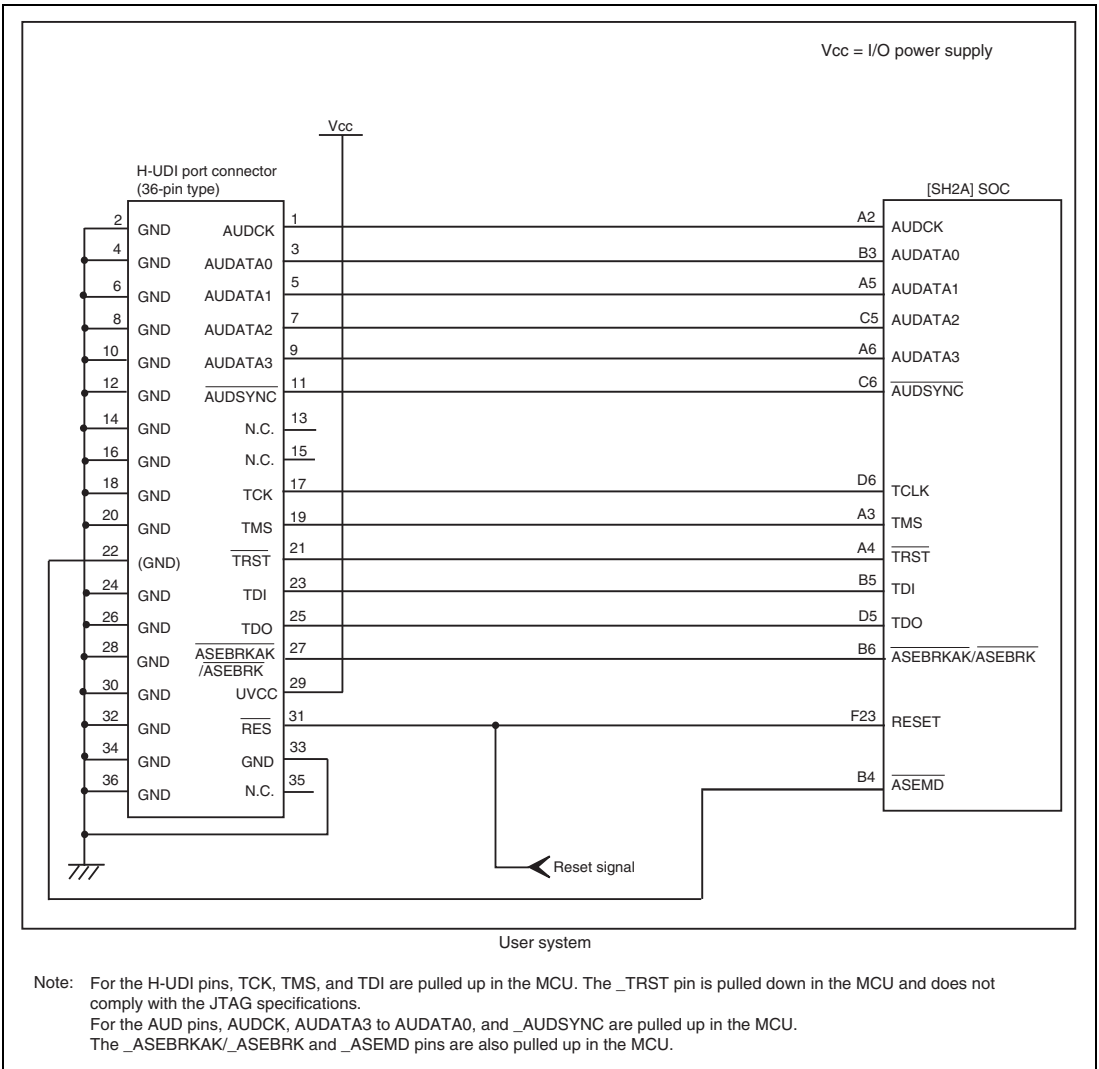 Vcc = I/O power supply
Vcc
H-UDI port connector
(36-pin type)
[SH2A] SOC
2 GND AUDCK 1 A2 AUDCK
4 GND AUDATA0 3 B3 AUDATA0
6 GND AUDATA1 5 A5 AUDATA1
8 GND AUDATA2 7 C5 AUDATA2
10 GND AUDATA3 9 A6 AUDATA3
12 GND AUDSYNC 11 C6 AUDSYNC
14 GND N.C. 13
16 GND N.C. 15
18 GND TCK 17 D6 TCLK
20 GND TMS 19 A3 TMS
22 (GND) TRST 21 A4 TRST
24 GND TDI 23 B5 TDI
26 GND TDO 25 D5 TDO
28 GND ASEBRKAK 27 B6 ASEBRKAK/ASEBRK
/ASEBRK
30 GND UVCC 29
32 GND RES 31 F23 RESET
34 GND GND 33
36 GND N.C. 35 B4 ASEMD
Reset signal
User system
Note: For the H-UDI pins, TCK, TMS, and TDI are pulled up in the MCU. The _TRST pin is pulled down in the MCU and does not
comply with the JTAG specifications.
For the AUD pins, AUDCK, AUDATA3 to AUDATA0, and _AUDSYNC are pulled up in the MCU.
The _ASEBRKAK/_ASEBRK and _ASEMD pins are also pulled up in the MCU.